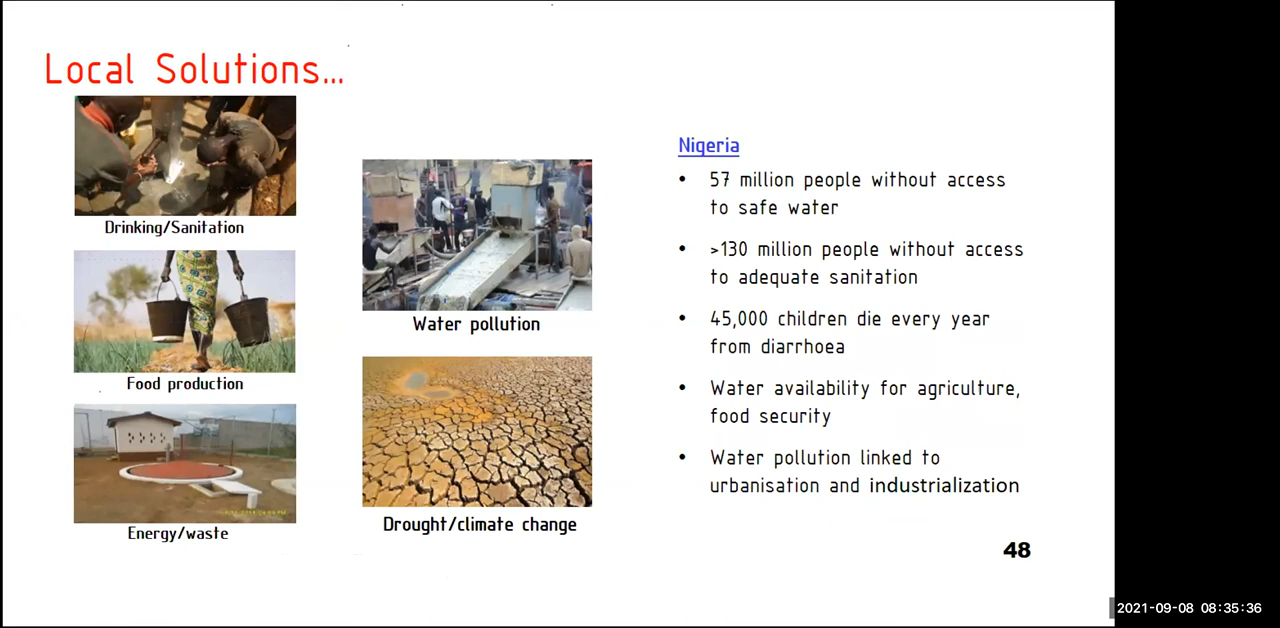 Local Solutions...
Drinking/Sanitation
Food production
Energy/waste
Water pollution
Drought/climate change
Nigeria
• 57 million people without access
to safe water
• >130 million people without access
to adequate sanitation
• 45,000 children die every year
from diarrhoea
• Water availability for agriculture,
food security
• Water pollution linked to
urbanisation and industrialization
48
2021-09-08 08:35:36